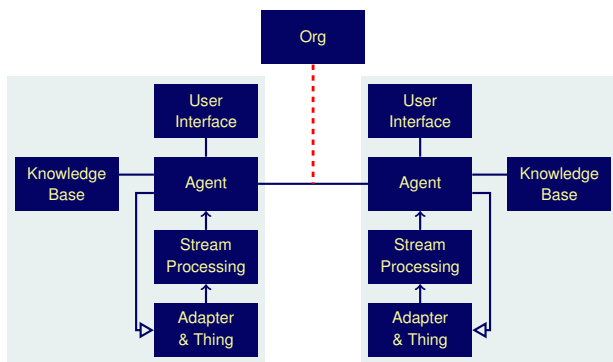 Org
User
Interface
Knowledge
Base
Agent
Stream
Processing
Adapter
& Thing
User
Interface
Agent
Knowledge
Base
Stream
Processing
Adapter
& Thing